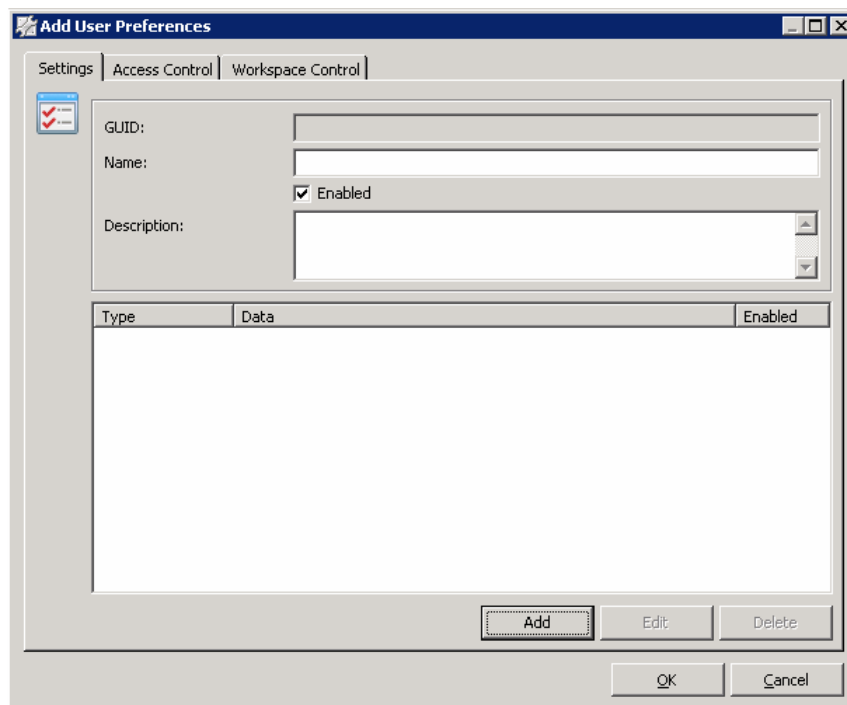 Add User Preferences
Settings Access Control Workspace Control
GUID:
Name:
Enabled
Description:
Type Data Enabled
Add Edit Delete
OK Cancel